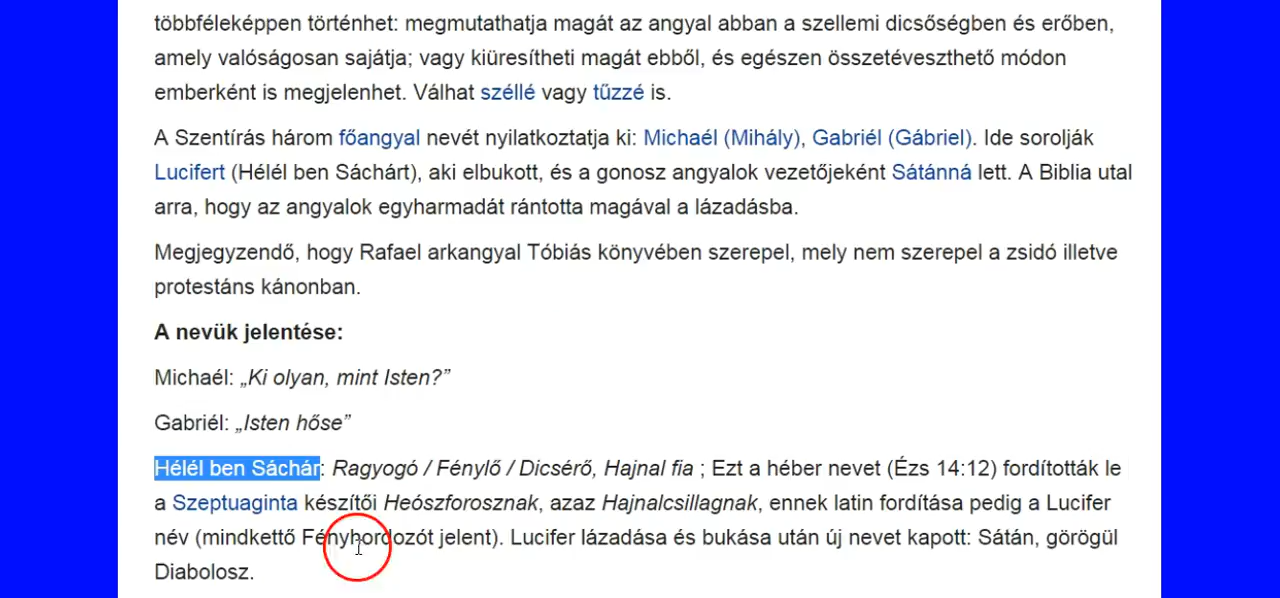 többféleképpen történhet: megmutathatja magát az angyal abban a szellemi dicsőségben és erőben,
amely valóságosan sajátja; vagy kiüresítheti magát ebből, és egészen összetéveszthető módon
emberként is megjelenhet. Válhat széllé vagy tűzzé is.
A Szentírás három főangyal nevét nyilatkoztatja ki: Michaél (Mihály), Gabriél (Gábriel). Ide sorolják
Lucifert (Hélél ben Sáchárt), aki elbukott, és a gonosz angyalok vezetőjeként Sátánná lett. A Biblia utal
arra, hogy az angyalok egyharmadát rántotta magával a lázadásba.
Megjegyzendő, hogy Rafael arkangyal Tóbiás könyvében szerepel, mely nem szerepel a zsidó illetve
protestáns kánonban.
A nevük jelentése:
Michaél: „Ki olyan, mint Isten?”
Gabriél: „Isten hőse”
Hélél ben Sáchár: Ragyogó / Fénylő / Dicsérő, Hajnal fia ; Ezt a héber nevet (Ézs 14:12) fordították le
a Szeptuaginta készítői Heószforosznak, azaz Hajnalcsillagnak, ennek latin fordítása pedig a Lucifer
név (mindkettő Fényhordozót jelent). Lucifer lázadása és bukása után új nevet kapott: Sátán, görögül
Diabolosz.